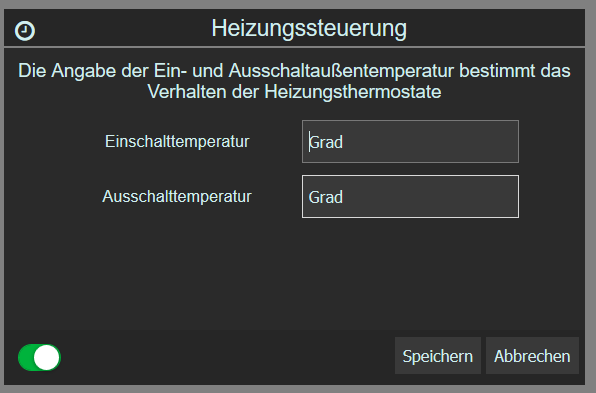 Heizungssteuerung
Die Angabe der Ein- und Ausschaltaußentemperatur bestimmt das
Verhalten der Heizungsthermostate
Einschalttemperatur Grad
Ausschalttemperatur Grad
Speichern Abbrechen